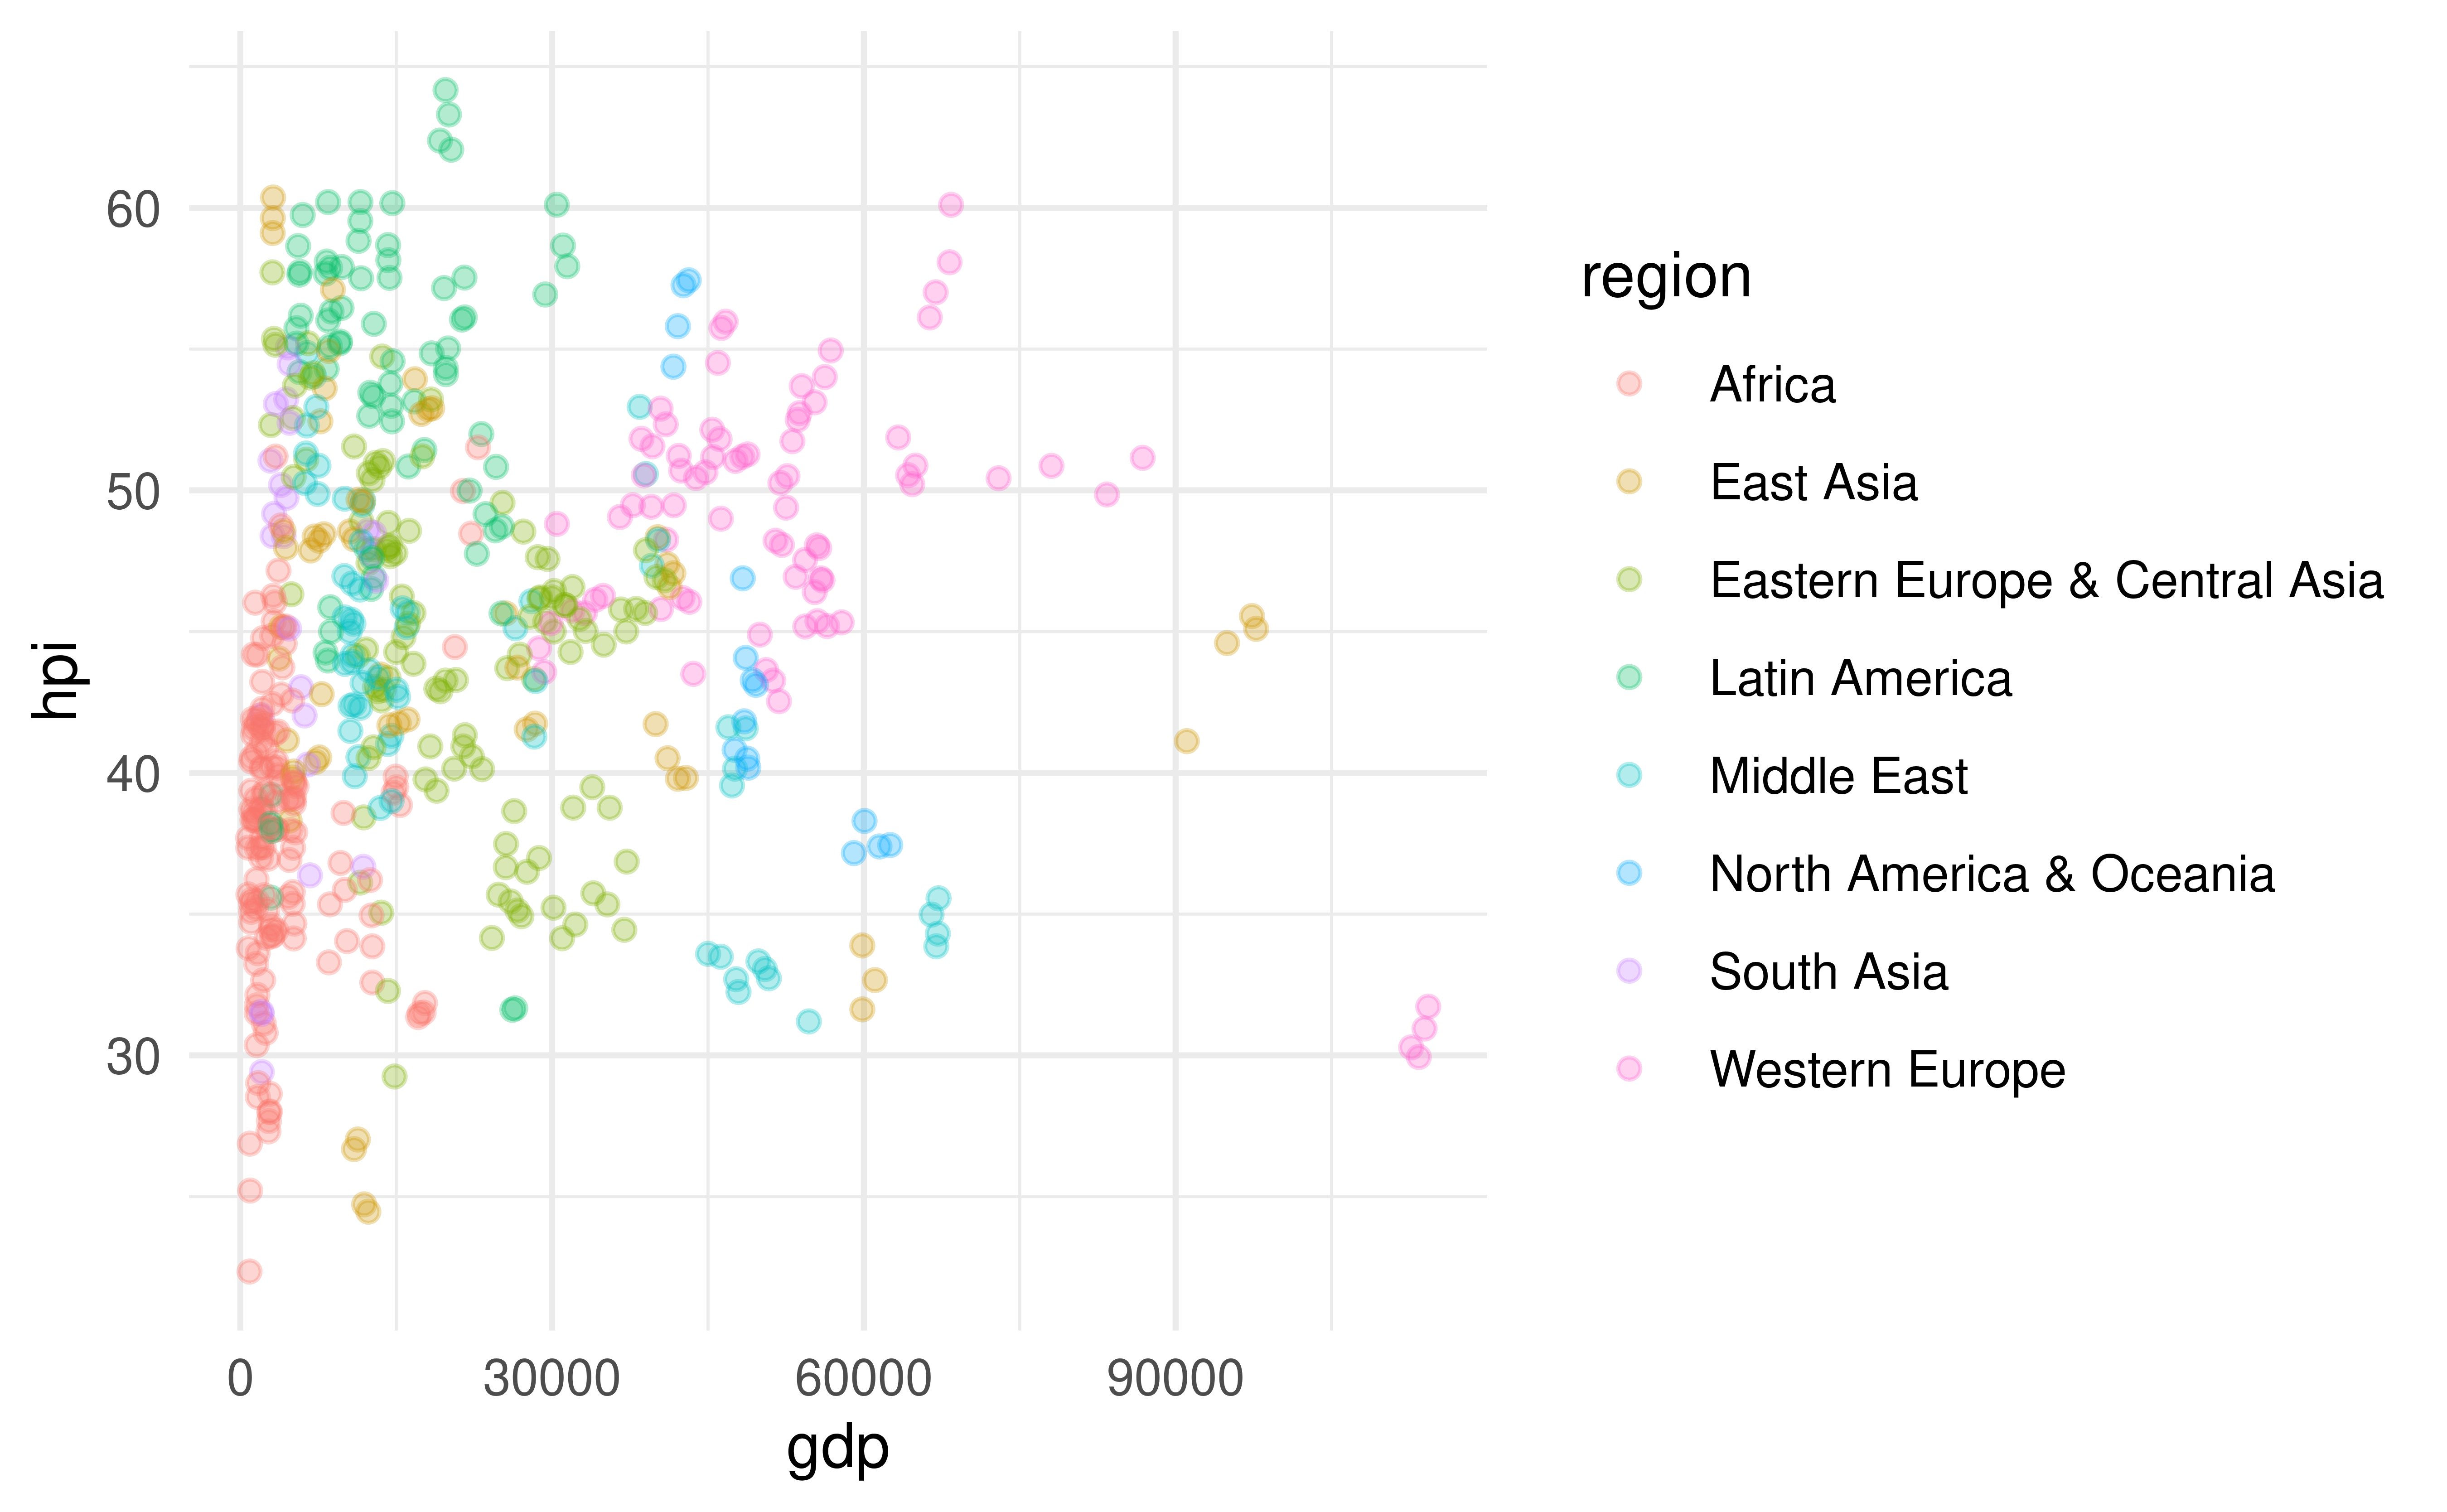 hpi
60
50
40
30
0 30000 60000 90000
gdp
region
Africa
East Asia
Eastern Europe & Central Asia
Latin America
Middle East
North America & Oceania
South Asia
Western Europe